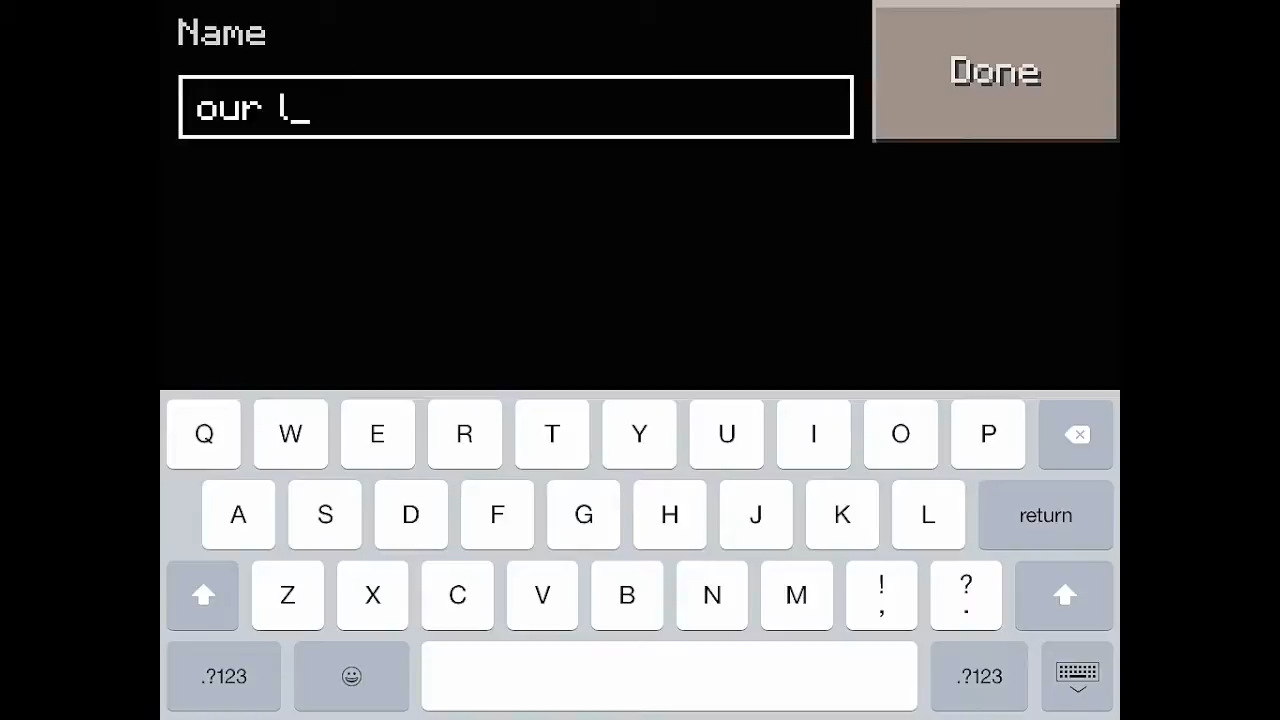 Name
Done
our l_
Q W E R T Y U I O P
A S D F G H J K L return
Z X C V B N M ! , ? .
.?123 .?123